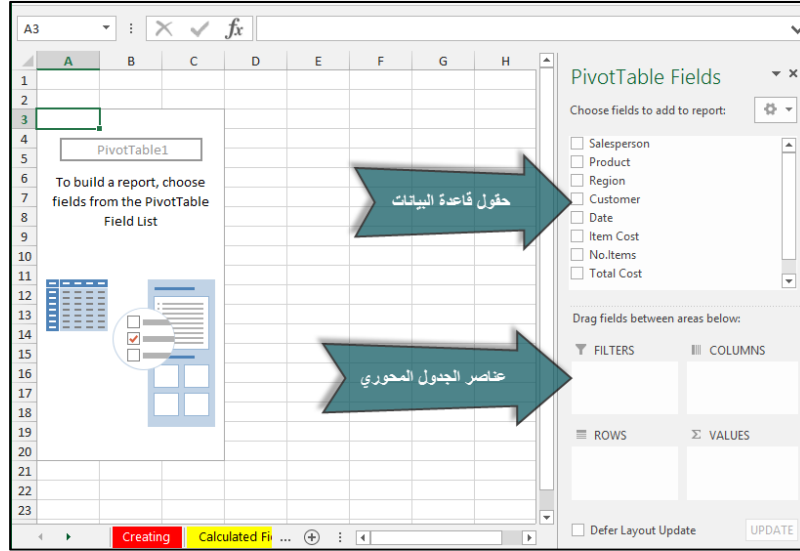 A3
fx
A B C D E F G H
1
2
3
4
5
6
7
8
9
10
11
12
13
14
15
16
17
18
19
20
21
22
23
PivotTable1
To build a report, choose
fields from the PivotTable
Field List
حقول قاعدة البيانات
عناصر الجدول المحوري
PivotTable Fields
Choose fields to add to report:
Salesperson
Product
Region
Customer
Date
Item Cost
No.Items
Total Cost
Drag fields between areas below:
FILTERS
COLUMNS
ROWS
Σ VALUES
Defer Layout Update
UPDATE
Creating
Calculated Fi ...